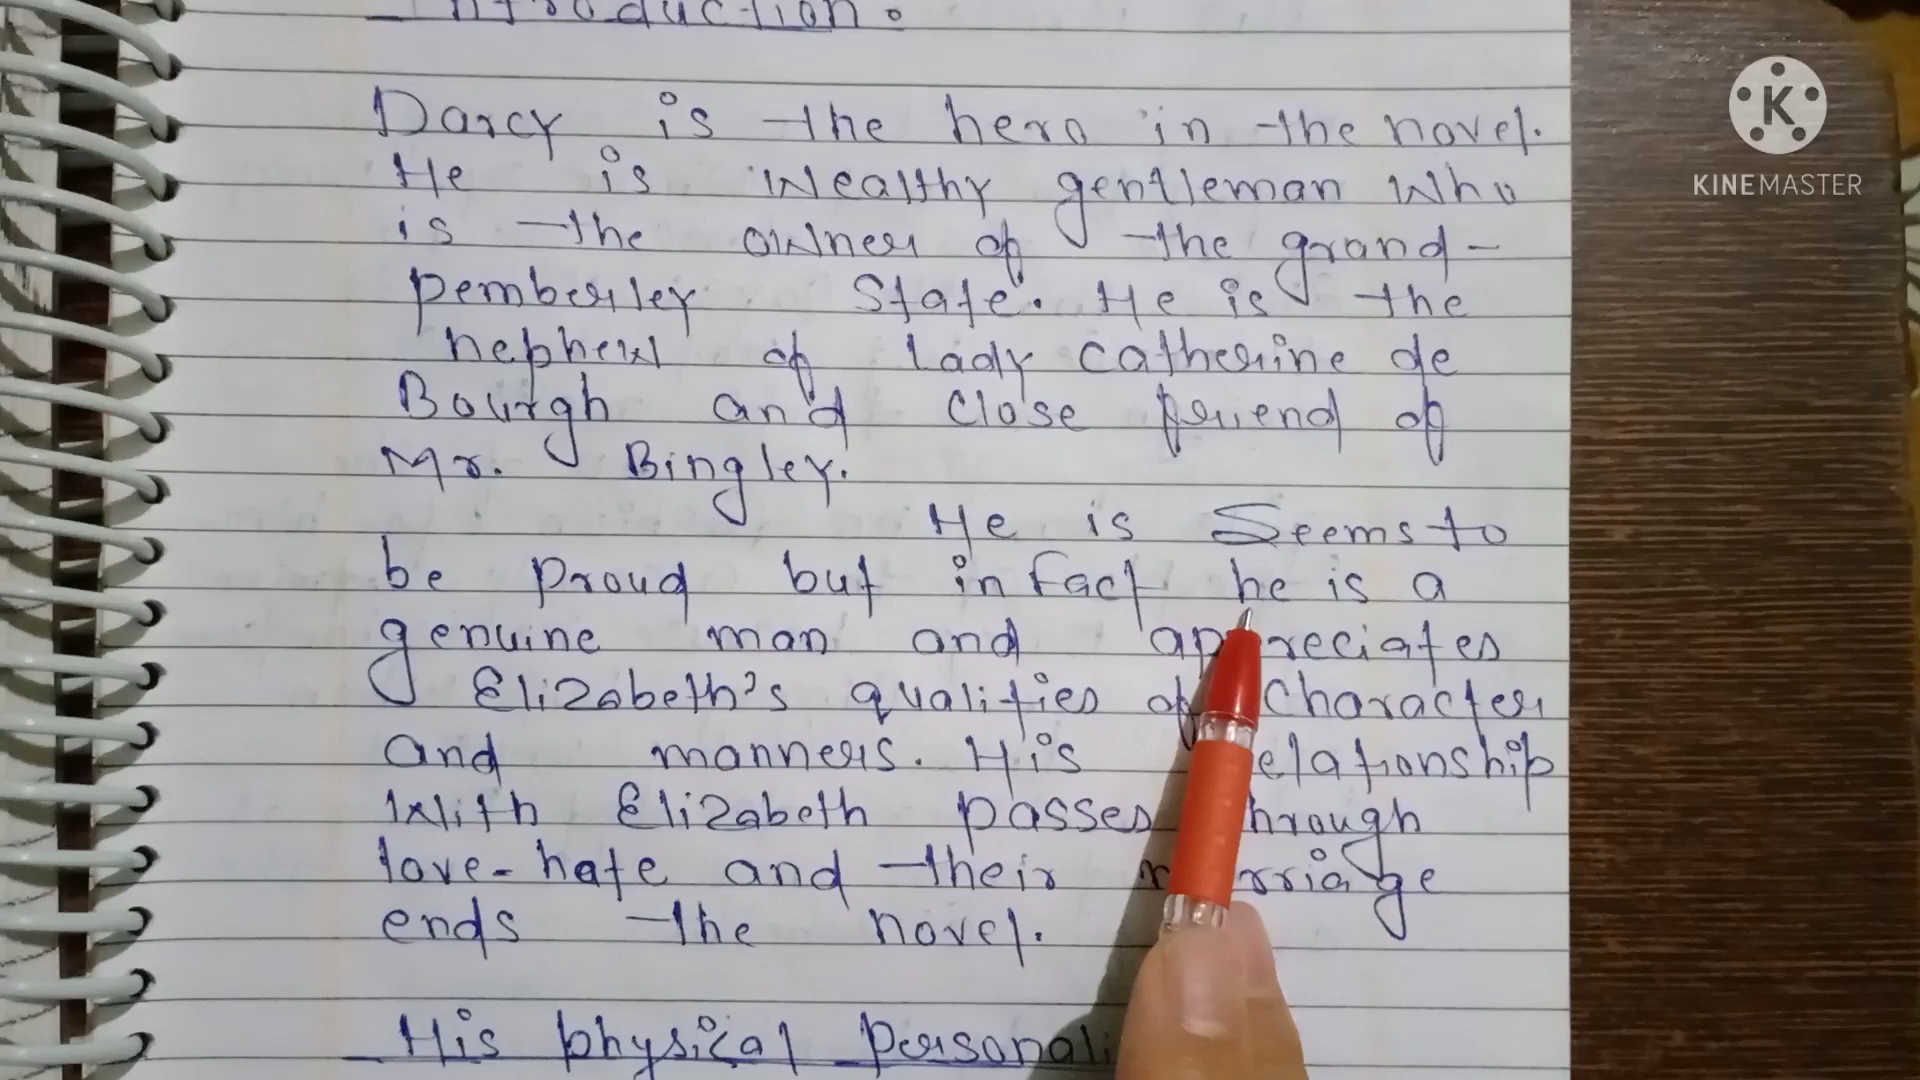 Introduction.
Darcy is the hero in the novel.
He is wealthy gentleman who
is the owner of the grand-
pemberley State. He is the
nephew of Lady Catherine de
Bourgh and close friend of
Mr. Bingley.
He is Seems to
be proud but in fact he is a
genuine man and appreciates
Elizabeth's qualities of character
and manners. His relationship
with Elizabeth passes through
love-hate and their marriage
ends the novel.
His physical Personali
KINEMASTER